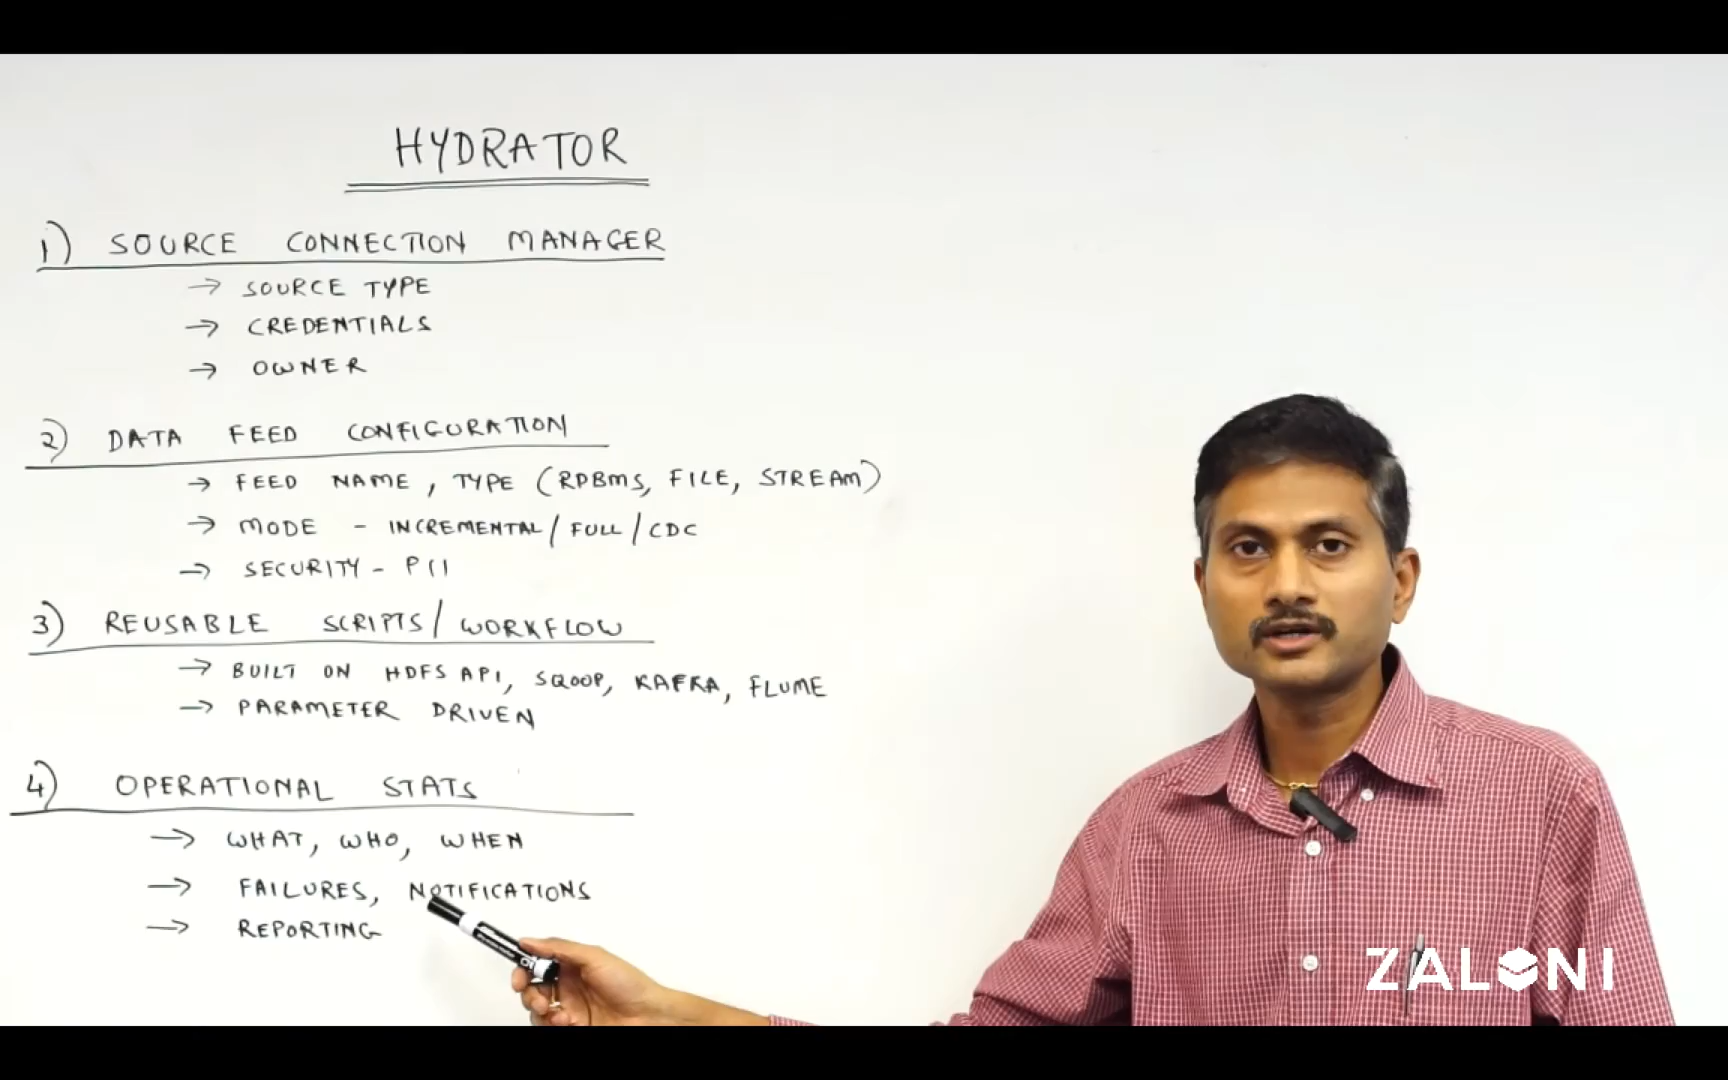 HYDRATOR
1) SOURCE CONNECTION MANAGER
→ SOURCE TYPE
→ CREDENTIALS
→ OWNER
2) DATA FEED CONFIGURATION
→ FEED NAME, TYPE (RDBMS, FILE, STREAM)
→ MODE - INCREMENTAL/FULL/CDC
→ SECURITY - PCI
3) REUSABLE SCRIPTS/WORKFLOW
→ BUILT ON HDFS API, SQOOP, KAFKA, FLUME
→ PARAMETER DRIVEN
4) OPERATIONAL STATS
→ WHAT, WHO, WHEN
→ FAILURES, NOTIFICATIONS
→ REPORTING
ZALONI